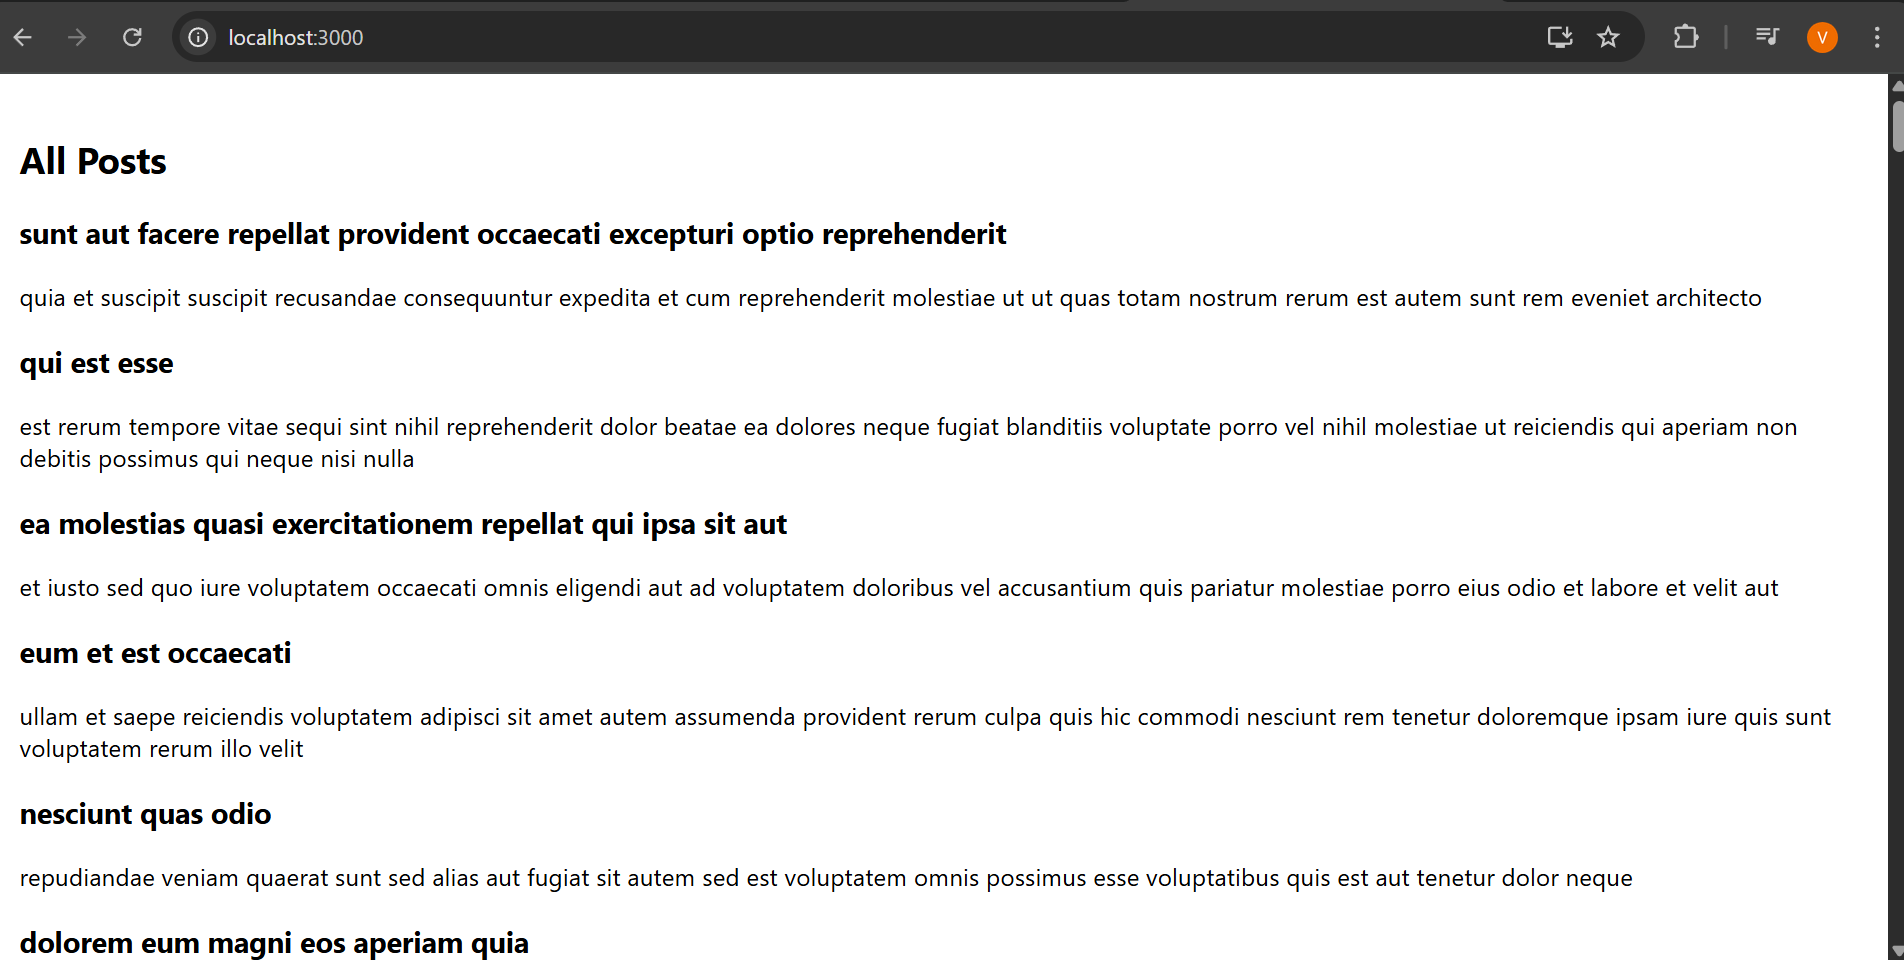 localhost:3000
V
All Posts
sunt aut facere repellat provident occaecati excepturi optio reprehenderit
quia et suscipit suscipit recusandae consequuntur expedita et cum reprehenderit molestiae ut ut quas totam nostrum rerum est autem sunt rem eveniet architecto
qui est esse
est rerum tempore vitae sequi sint nihil reprehenderit dolor beatae ea dolores neque fugiat blanditiis voluptate porro vel nihil molestiae ut reiciendis qui aperiam non
debitis possimus qui neque nisi nulla
ea molestias quasi exercitationem repellat qui ipsa sit aut
et iusto sed quo iure voluptatem occaecati omnis eligendi aut ad voluptatem doloribus vel accusantium quis pariatur molestiae porro eius odio et labore et velit aut
eum et est occaecati
ullam et saepe reiciendis voluptatem adipisci sit amet autem assumenda provident rerum culpa quis hic commodi nesciunt rem tenetur doloremque ipsam iure quis sunt
voluptatem rerum illo velit
nesciunt quas odio
repudiandae veniam quaerat sunt sed alias aut fugiat sit autem sed est voluptatem omnis possimus esse voluptatibus quis est aut tenetur dolor neque
dolorem eum magni eos aperiam quia